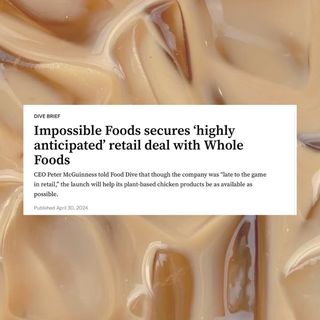 DIVE BRIEF
Impossible Foods secures ‘highly
anticipated’ retail deal with Whole
Foods
CEO Peter McGuinness told Food Dive that though the company was “late to the game
in retail,” the launch will help its plant-based chicken products be as available as
possible.
Published April 30, 2024